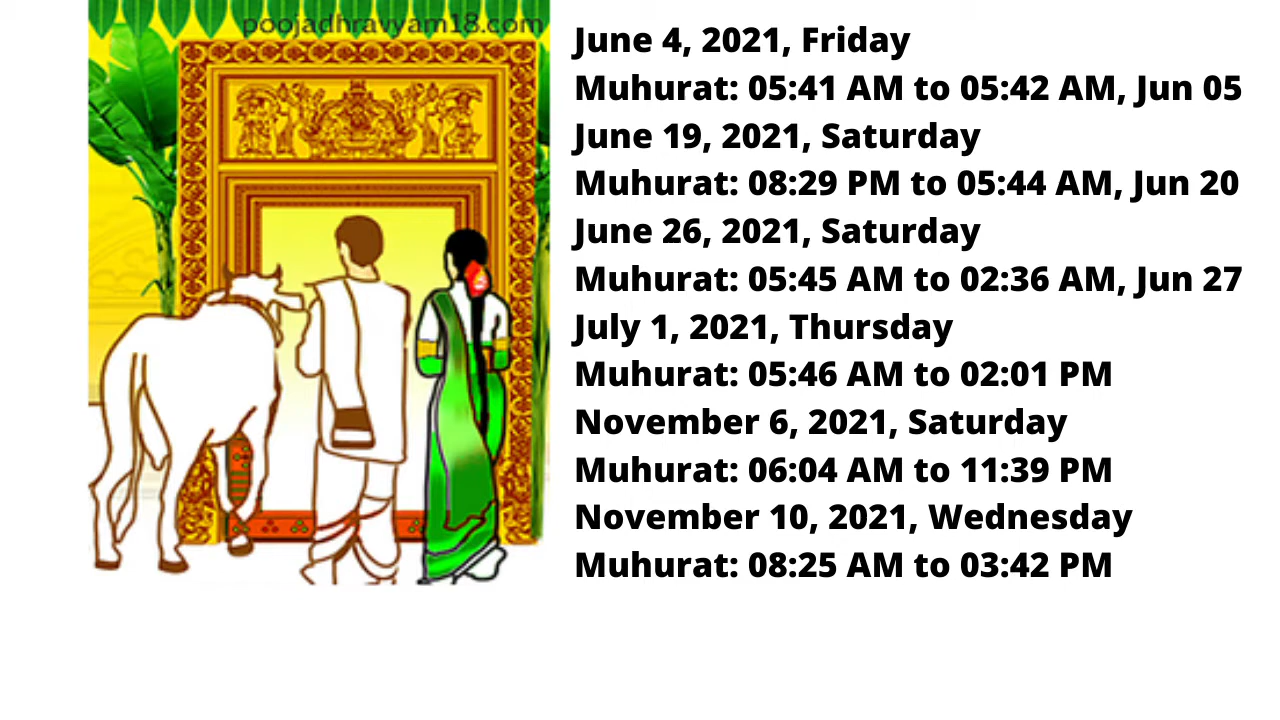 poojadhravyam18.com
June 4, 2021, Friday
Muhurat: 05:41 AM to 05:42 AM, Jun 05
June 19, 2021, Saturday
Muhurat: 08:29 PM to 05:44 AM, Jun 20
June 26, 2021, Saturday
Muhurat: 05:45 AM to 02:36 AM, Jun 27
July 1, 2021, Thursday
Muhurat: 05:46 AM to 02:01 PM
November 6, 2021, Saturday
Muhurat: 06:04 AM to 11:39 PM
November 10, 2021, Wednesday
Muhurat: 08:25 AM to 03:42 PM